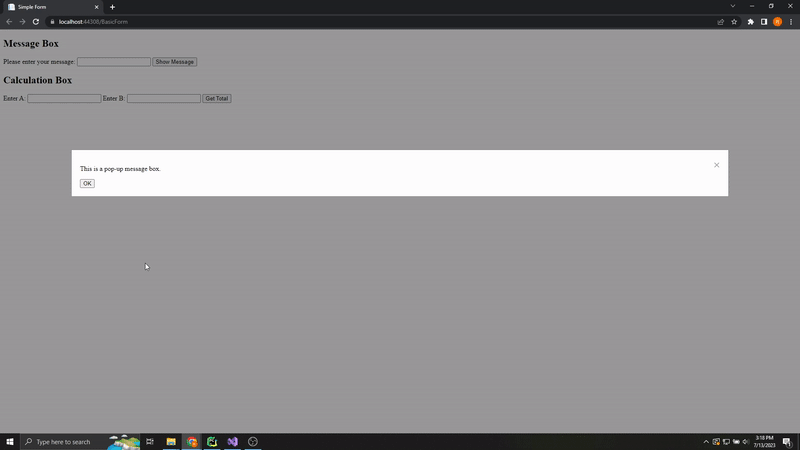 Simple Form
localhost:44308/BasicForm
Message Box
Please enter your message: Show Message
Calculation Box
Enter A: Enter B: Get Total
This is a pop-up message box.
OK
Type here to search
3:18 PM
7/13/2023